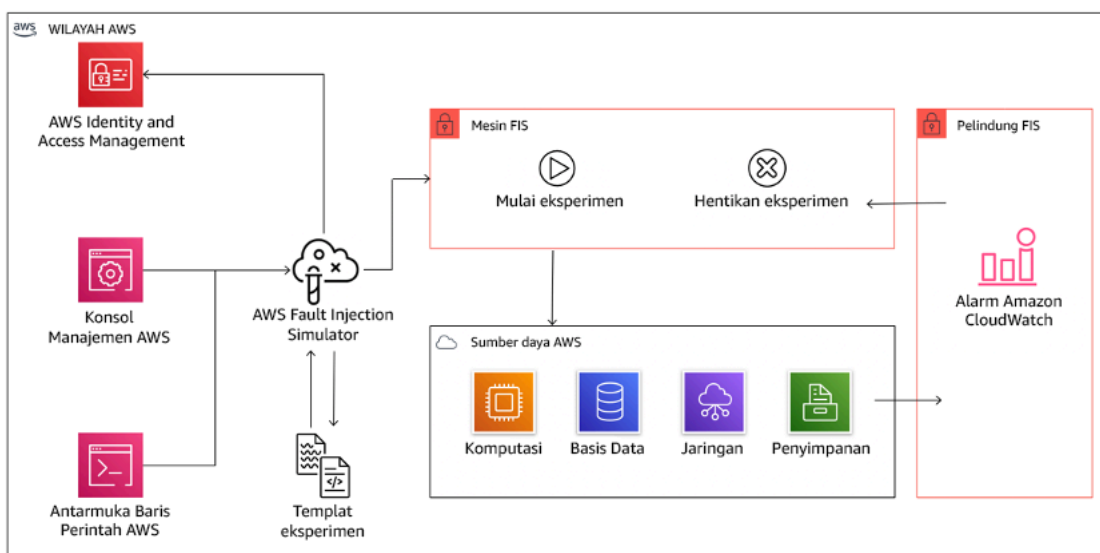 aws
WILAYAH AWS
AWS Identity and
Access Management
Konsol
Manajemen AWS
Antarmuka Baris
Perintah AWS
AWS Fault Injection
Simulator
Templat
eksperimen
Mesin FIS
Mulai eksperimen
Hentikan eksperimen
Sumber daya AWS
Komputasi
Basis Data
Jaringan
Penyimpanan
Pelindung FIS
Alarm Amazon
CloudWatch